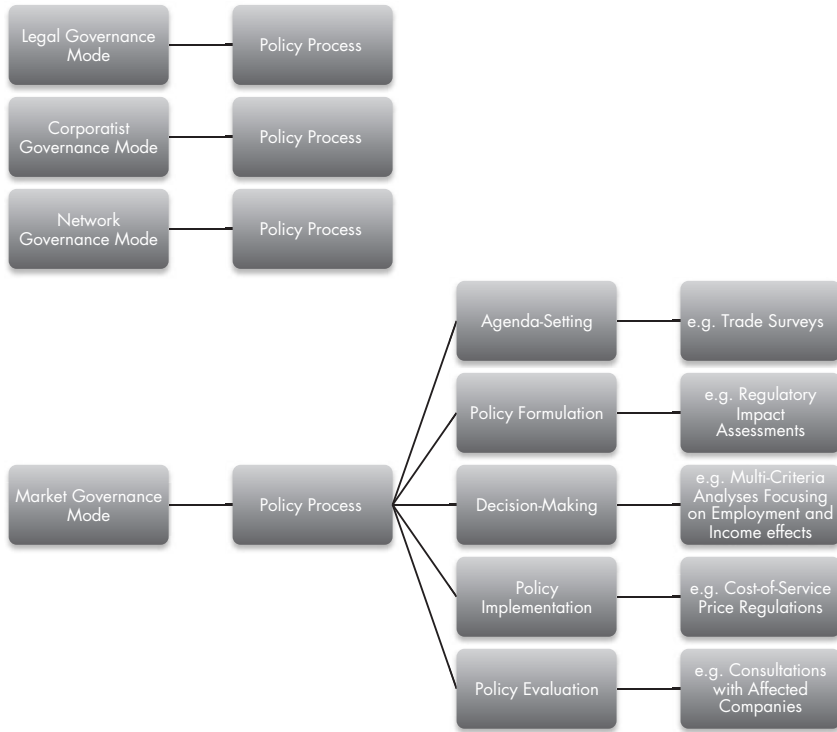 Legal Governance
Mode
Policy Process
Corporatist
Governance Mode
Policy Process
Network
Governance Mode
Policy Process
Agenda-Setting
e.g. Trade Surveys
Policy Formulation
e.g. Regulatory
Impact
Assessments
Market Governance
Mode
Policy Process
Decision-Making
e.g. Multi-Criteria
Analyses Focusing
on Employment and
Income effects
Policy
Implementation
e.g. Cost-of-Service
Price Regulations
Policy Evaluation
e.g. Consultations
with Affected
Companies